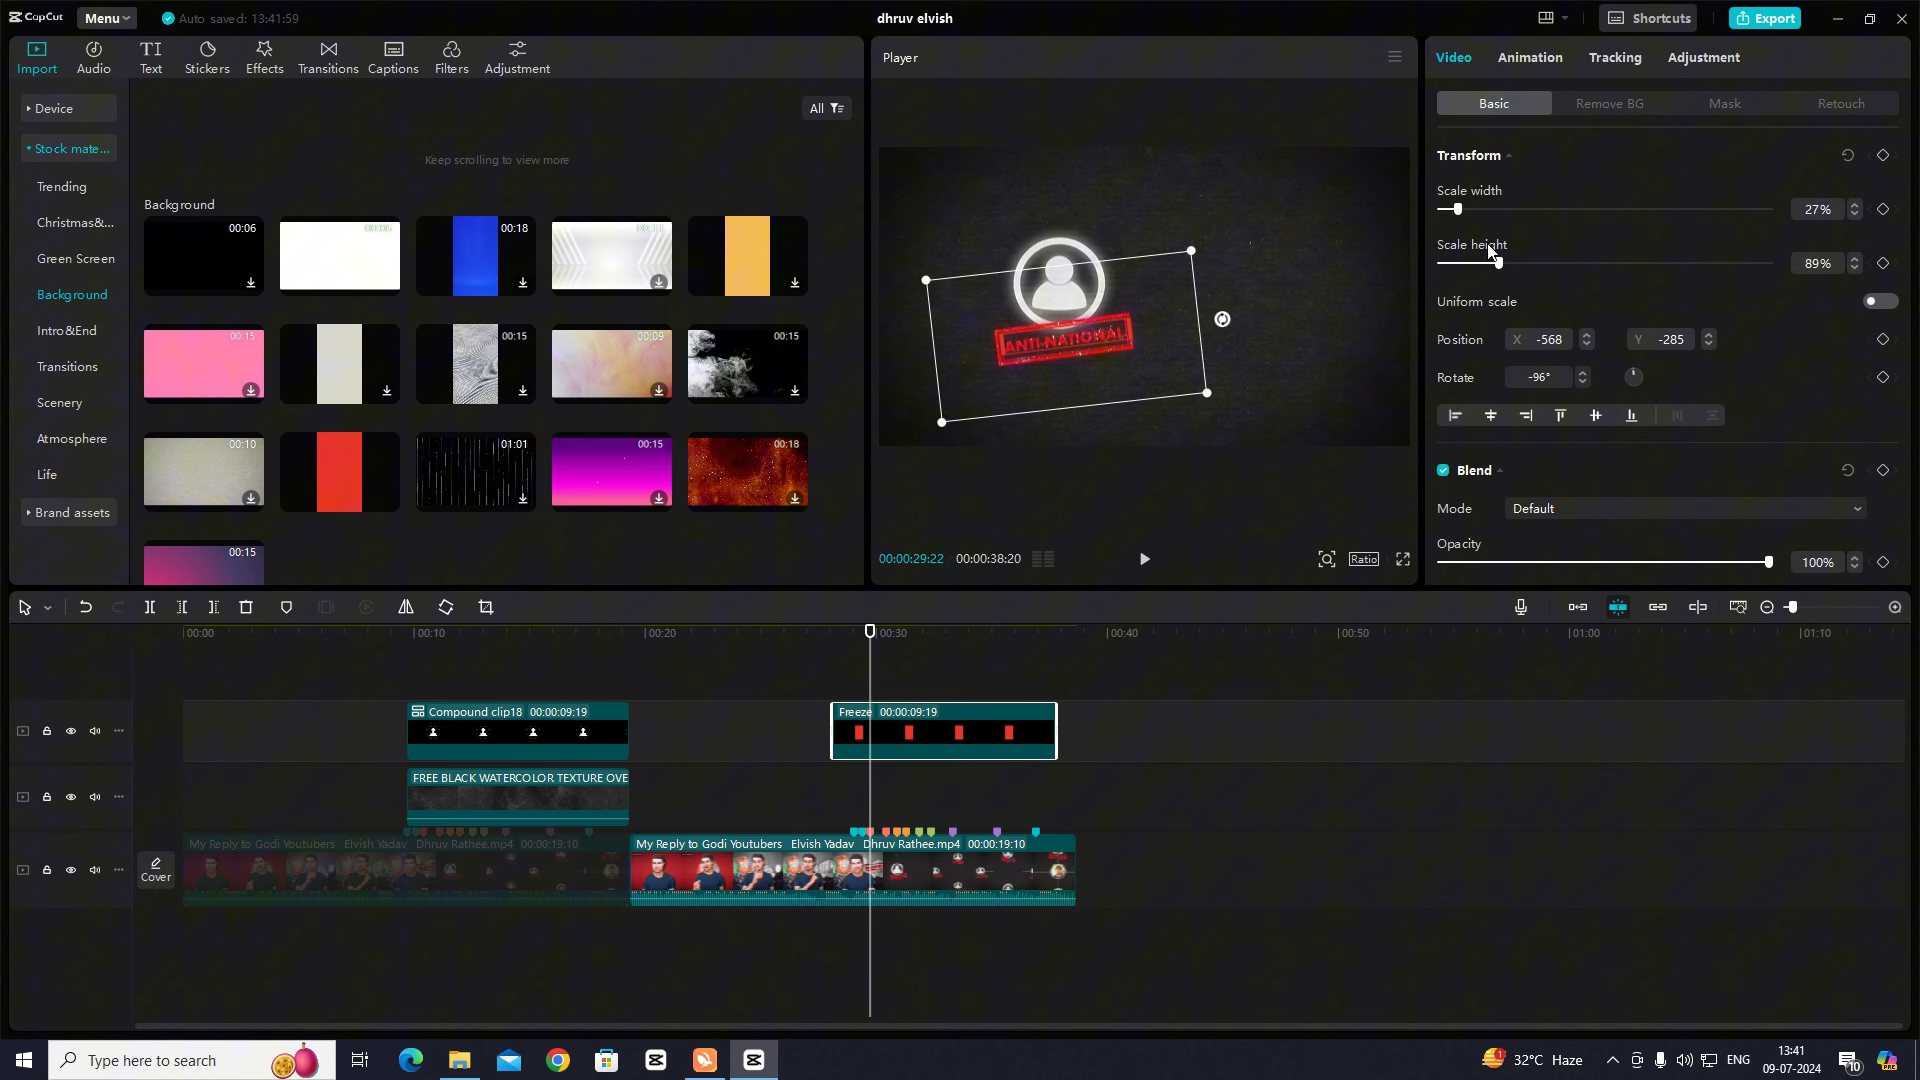 CapCut
Menu
Auto saved: 13:41:59
dhruv elvish
Shortcuts
Export
Import
Audio
Text
Stickers
Effects
Transitions
Captions
Filters
Adjustment
Device
Stock mate...
Trending
Christmas&...
Green Screen
Background
Intro&End
Transitions
Scenery
Atmosphere
Life
Brand assets
All
Keep scrolling to view more
Background
00:06
00:18
00:15
00:15
00:09
00:15
00:10
01:01
00:15
00:18
00:15
Player
ANTI-NATIONAL
00:00:29:22 00:00:38:20
Ratio
Video
Animation
Tracking
Adjustment
Basic
Remove BG
Mask
Retouch
Transform
Scale width
27%
Scale height
89%
Uniform scale
Position X -568 Y -285
Rotate -96°
Blend
Mode Default
Opacity
100%
00:00
00:10
00:20
00:30
00:40
00:50
01:00
01:10
Compound clip18 00:00:09:19
Freeze 00:00:09:19
FREE BLACK WATERCOLOR TEXTURE OVE
Cover
My Reply to Godi Youtubers Elvish Yadav Dhruv Rathee.mp4 00:00:19:10
My Reply to Godi Youtubers Elvish Yadav Dhruv Rathee.mp4 00:00:19:10
Type here to search
1
32°C Haze
ENG
13:41
09-07-2024
10
PRE